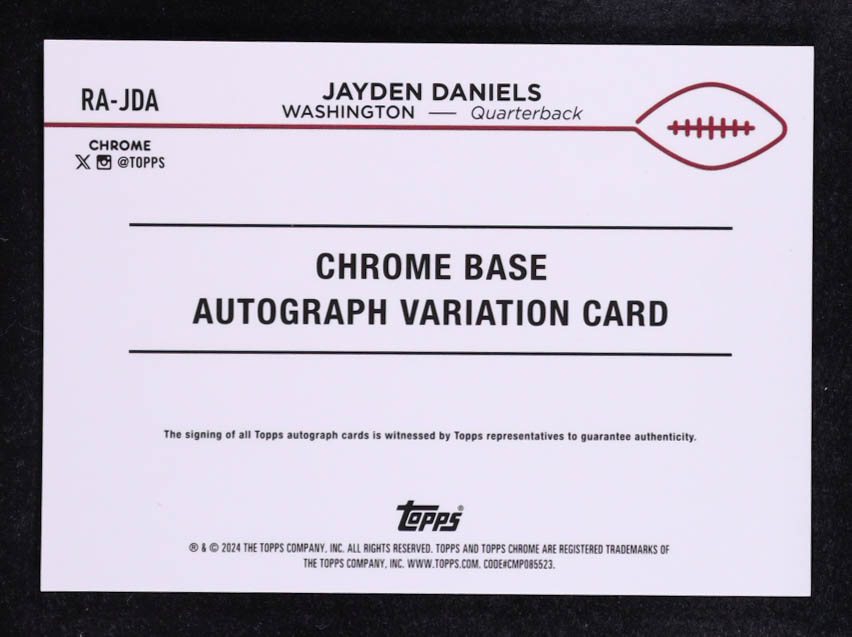 RA-JDA
JAYDEN DANIELS
WASHINGTON — Quarterback
CHROME
@TOPPS
CHROME BASE
AUTOGRAPH VARIATION CARD
The signing of all Topps autograph cards is witnessed by Topps representatives to guarantee authenticity.
Topps®
® & © 2024 THE TOPPS COMPANY, INC. ALL RIGHTS RESERVED. TOPPS AND TOPPS CHROME ARE REGISTERED TRADEMARKS OF
THE TOPPS COMPANY, INC. WWW.TOPPS.COM. CODE#CMP085523.